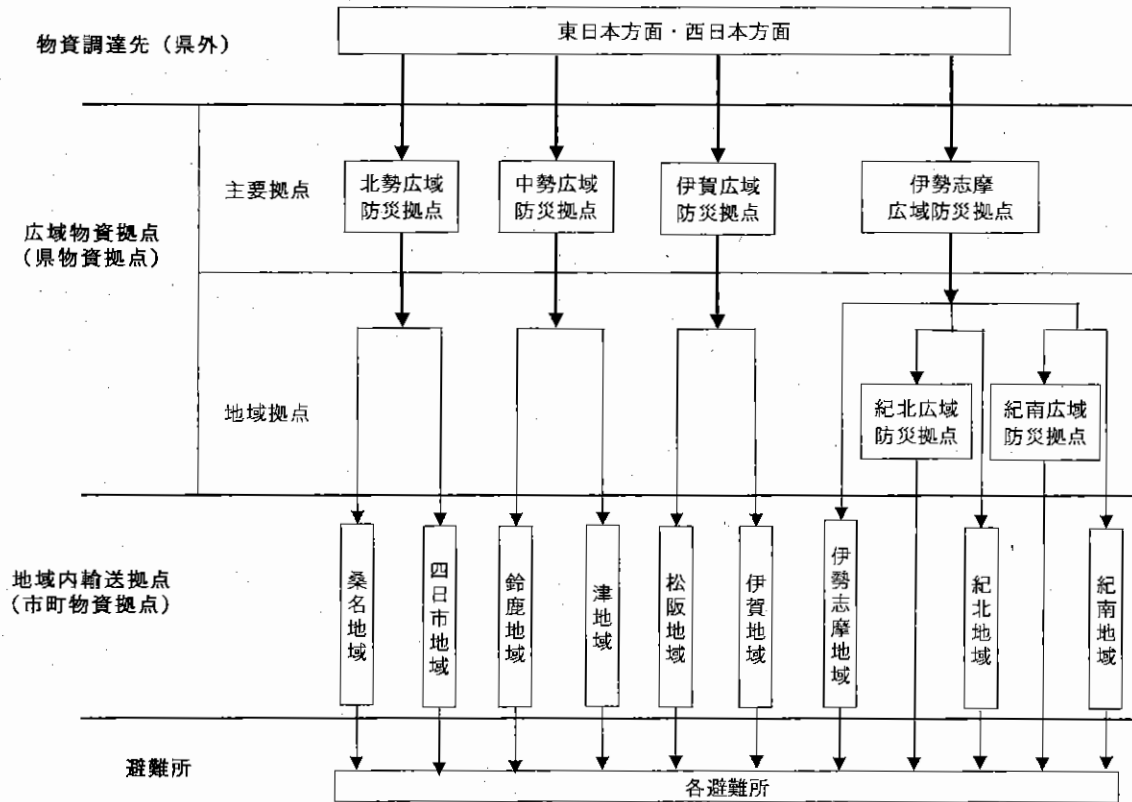 物資調達先（県外）
東日本方面・西日本方面
広域物資拠点
（県物資拠点）
主要拠点
北勢広域
防災拠点
中勢広域
防災拠点
伊賀広域
防災拠点
伊勢志摩
広域防災拠点
地域拠点
紀北広域
防災拠点
紀南広域
防災拠点
地域内輸送拠点
（市町物資拠点）
桑名地域
四日市地域
鈴鹿地域
津地域
松阪地域
伊賀地域
伊勢志摩地域
紀北地域
紀南地域
避難所
各避難所